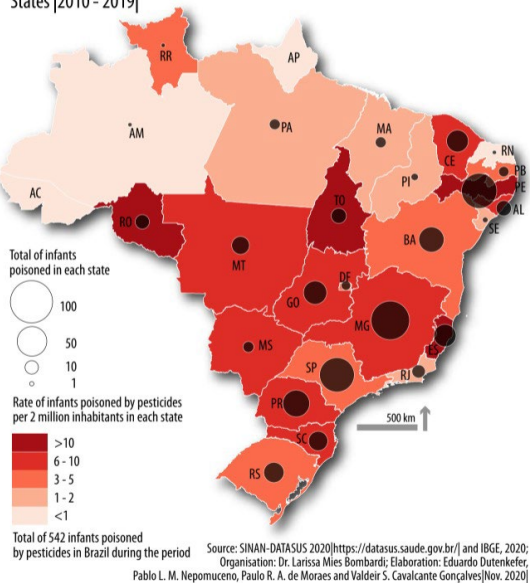 States |2010 - 2019|
RR
AP
AM
PA
MA
CE
RN
PB
PI
PE
AC
AL
TO
SE
RO
BA
MT
DF
GO
MG
ES
MS
SP
RJ
PR
SC
RS
500 km
Total of infants
poisoned in each state
100
50
10
1
Rate of infants poisoned by pesticides
per 2 million inhabitants in each state
>10
6 - 10
3 - 5
1 - 2
<1
Total of 542 infants poisoned
by pesticides in Brazil during the period
Source: SINAN-DATASUS 2020|https://datasus.saude.gov.br/| and IBGE, 2020;
Organisation: Dr. Larissa Mies Bombardi; Elaboration: Eduardo Dutenkefer,
Pablo L. M. Nepomuceno, Paulo R. A. de Moraes and Valdeir S. Cavalcante Gonçalves|Nov. 2020|